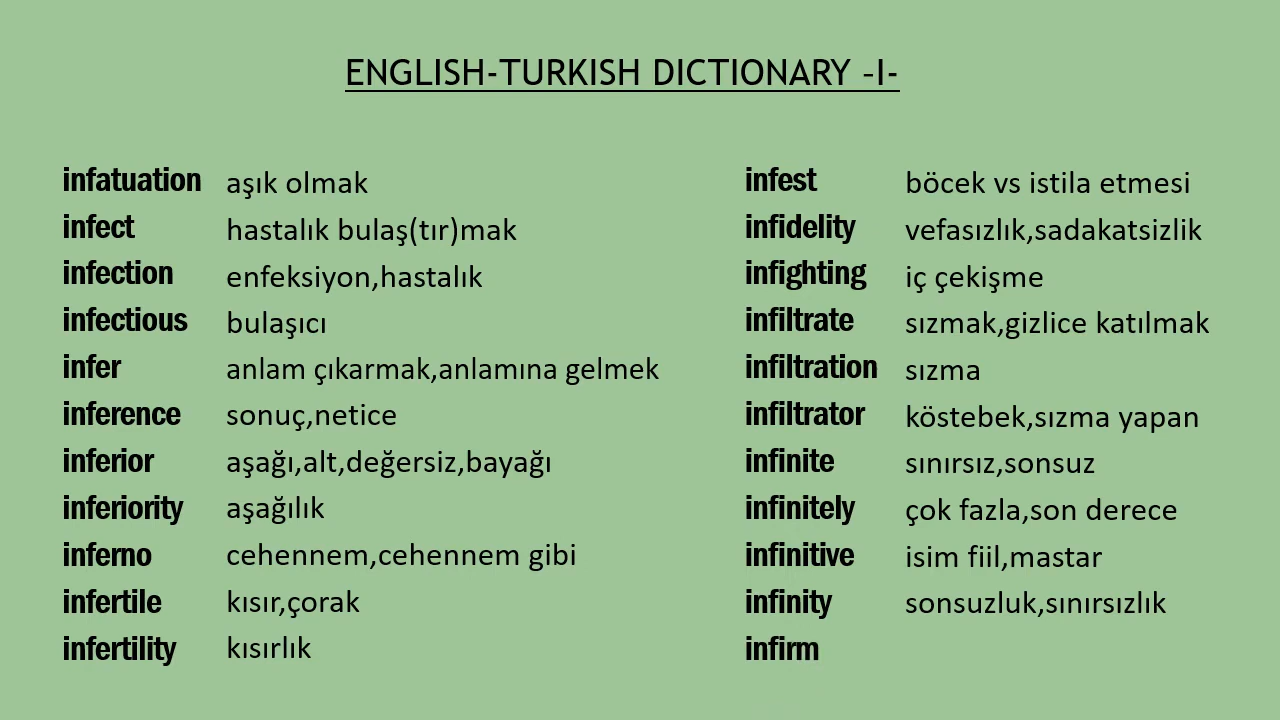 ENGLISH-TURKISH DICTIONARY –I-
infatuation aşık olmak
infect hastalık bulaş(tır)mak
infection enfeksiyon,hastalık
infectious bulaşıcı
infer anlam çıkarmak,anlamına gelmek
inference sonuç,netice
inferior aşağı,alt,değersiz,bayağı
inferiority aşağılık
inferno cehennem,cehennem gibi
infertile kısır,çorak
infertility kısırlık
infest böcek vs istila etmesi
infidelity vefasızlık,sadakatsizlik
infighting iç çekişme
infiltrate sızmak,gizlice katılmak
infiltration sızma
infiltrator köstebek,sızma yapan
infinite sınırsız,sonsuz
infinitely çok fazla,son derece
infinitive isim fiil,mastar
infinity sonsuzluk,sınırsızlık
infirm